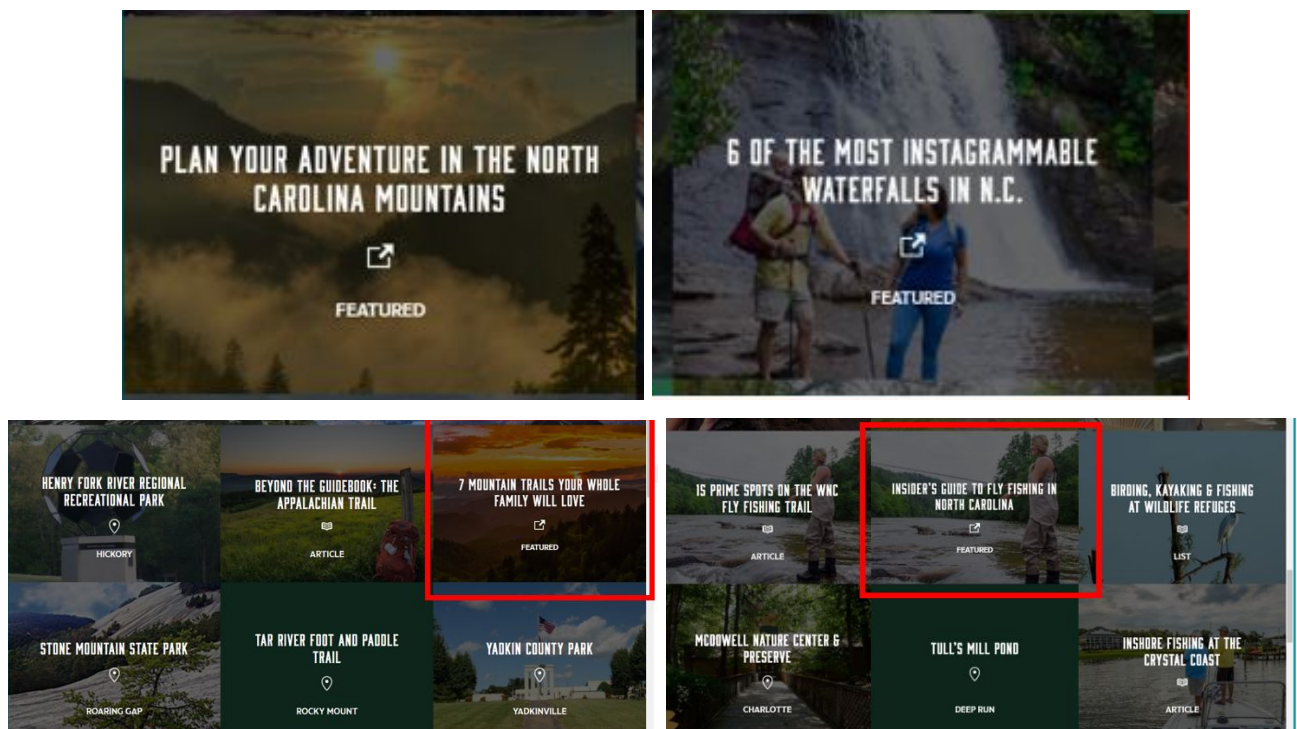 PLAN YOUR ADVENTURE IN THE NORTH
CAROLINA MOUNTAINS
FEATURED
6 OF THE MOST INSTAGRAMMABLE
WATERFALLS IN N.C.
FEATURED
HENRY FORK RIVER REGIONAL
RECREATIONAL PARK
HICKORY
BEYOND THE GUIDEBOOK: THE
APPALACHIAN TRAIL
ARTICLE
7 MOUNTAIN TRAILS YOUR WHOLE
FAMILY WILL LOVE
FEATURED
STONE MOUNTAIN STATE PARK
ROARING GAP
TAR RIVER FOOT AND PADDLE
TRAIL
ROCKY MOUNT
YADKIN COUNTY PARK
YADKINVILLE
15 PRIME SPOTS ON THE WNC
FLY FISHING TRAIL
ARTICLE
INSIDER'S GUIDE TO FLY FISHING IN
NORTH CAROLINA
FEATURED
BIRDING, KAYAKING & FISHING
AT WILDLIFE REFUGES
LIST
MCDOWELL NATURE CENTER &
PRESERVE
CHARLOTTE
TULL'S MILL POND
DEEP RUN
INSHORE FISHING AT THE
CRYSTAL COAST
ARTICLE